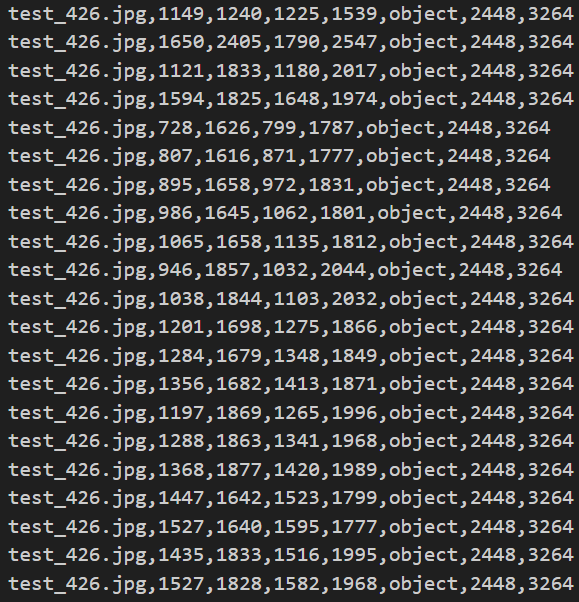 test_426.jpg,1149,1240,1225,1539,object,2448,3264
test_426.jpg,1650,2405,1790,2547,object,2448,3264
test_426.jpg,1121,1833,1180,2017,object,2448,3264
test_426.jpg,1594,1825,1648,1974,object,2448,3264
test_426.jpg,728,1626,799,1787,object,2448,3264
test_426.jpg,807,1616,871,1777,object,2448,3264
test_426.jpg,895,1658,972,1831,object,2448,3264
test_426.jpg,986,1645,1062,1801,object,2448,3264
test_426.jpg,1065,1658,1135,1812,object,2448,3264
test_426.jpg,946,1857,1032,2044,object,2448,3264
test_426.jpg,1038,1844,1103,2032,object,2448,3264
test_426.jpg,1201,1698,1275,1866,object,2448,3264
test_426.jpg,1284,1679,1348,1849,object,2448,3264
test_426.jpg,1356,1682,1413,1871,object,2448,3264
test_426.jpg,1197,1869,1265,1996,object,2448,3264
test_426.jpg,1288,1863,1341,1968,object,2448,3264
test_426.jpg,1368,1877,1420,1989,object,2448,3264
test_426.jpg,1447,1642,1523,1799,object,2448,3264
test_426.jpg,1527,1640,1595,1777,object,2448,3264
test_426.jpg,1435,1833,1516,1995,object,2448,3264
test_426.jpg,1527,1828,1582,1968,object,2448,3264